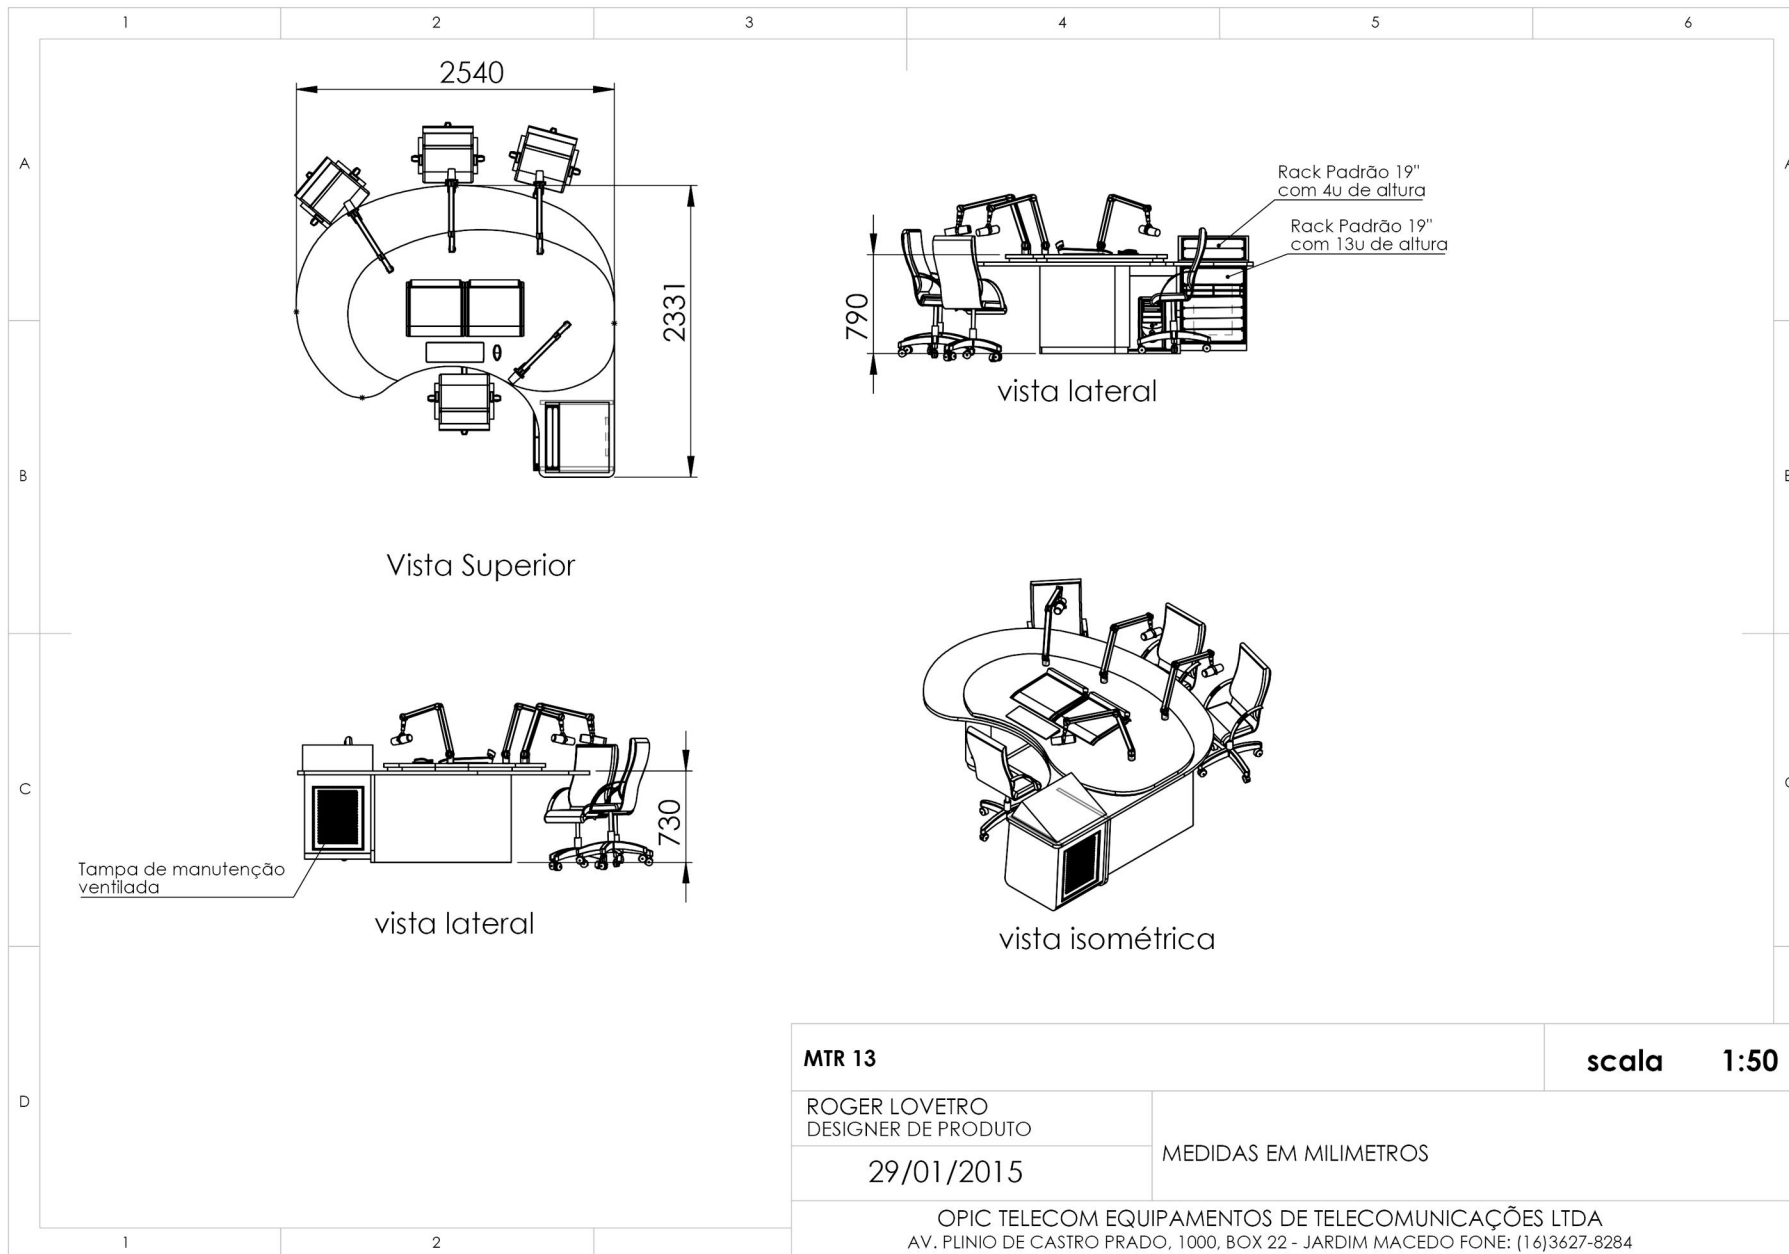 1 2 3 4 5 6
A
A
2540
2331
Vista Superior
Rack Padrão 19"
com 4u de altura
Rack Padrão 19"
com 13u de altura
790
vista lateral
B
Tampa de manutenção
ventilada
730
vista lateral
vista isométrica
C
D
MTR 13
scala 1:50
ROGER LOVETRO
DESIGNER DE PRODUTO
29/01/2015
MEDIDAS EM MILIMETROS
OPIC TELECOM EQUIPAMENTOS DE TELECOMUNICAÇÕES LTDA
AV. PLINIO DE CASTRO PRADO, 1000, BOX 22 - JARDIM MACEDO FONE: (16)3627-8284
1 2